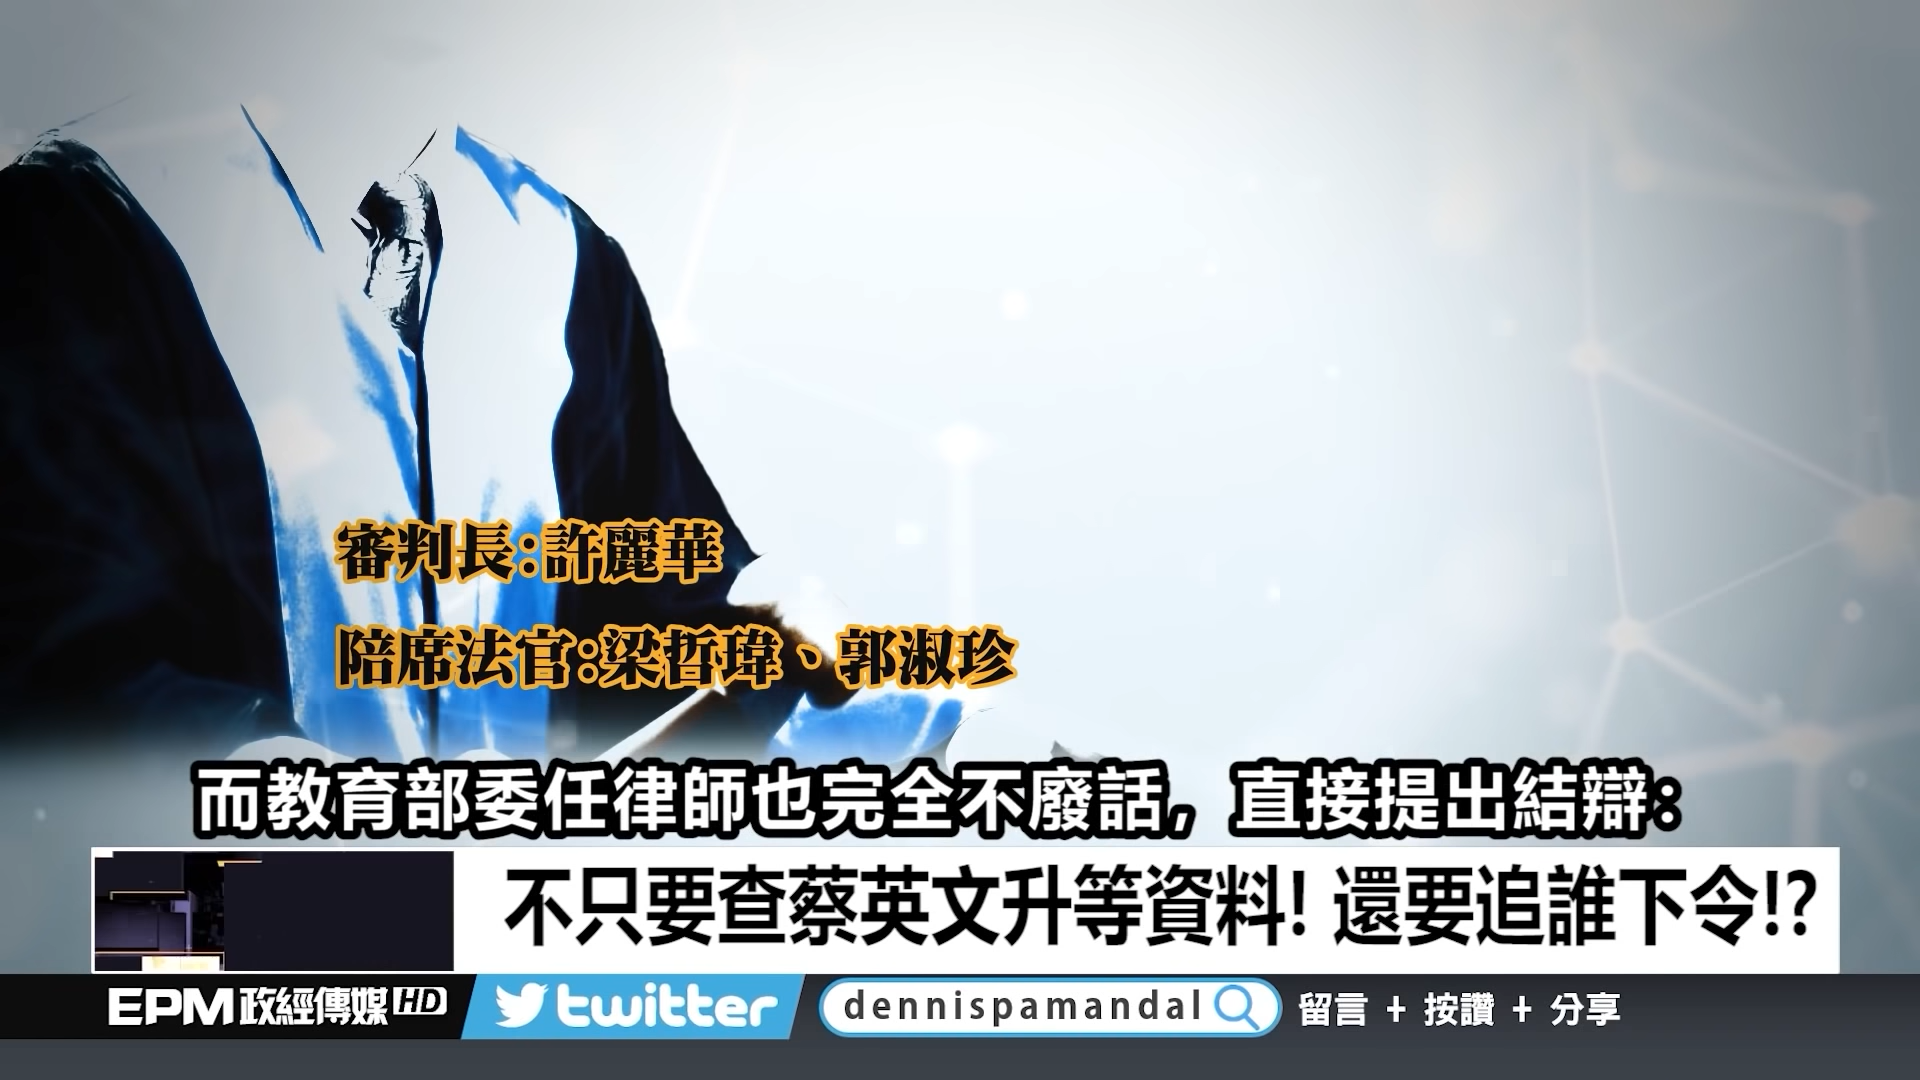 審判長:許麗華
陪席法官:梁哲瑋、郭淑珍
而教育部委任律師也完全不廢話，直接提出結辯：
不只要查蔡英文升等資料! 還要追誰下令!?
EPM政經傳媒HD twitter dennispamandal 留言 + 按讚 + 分享